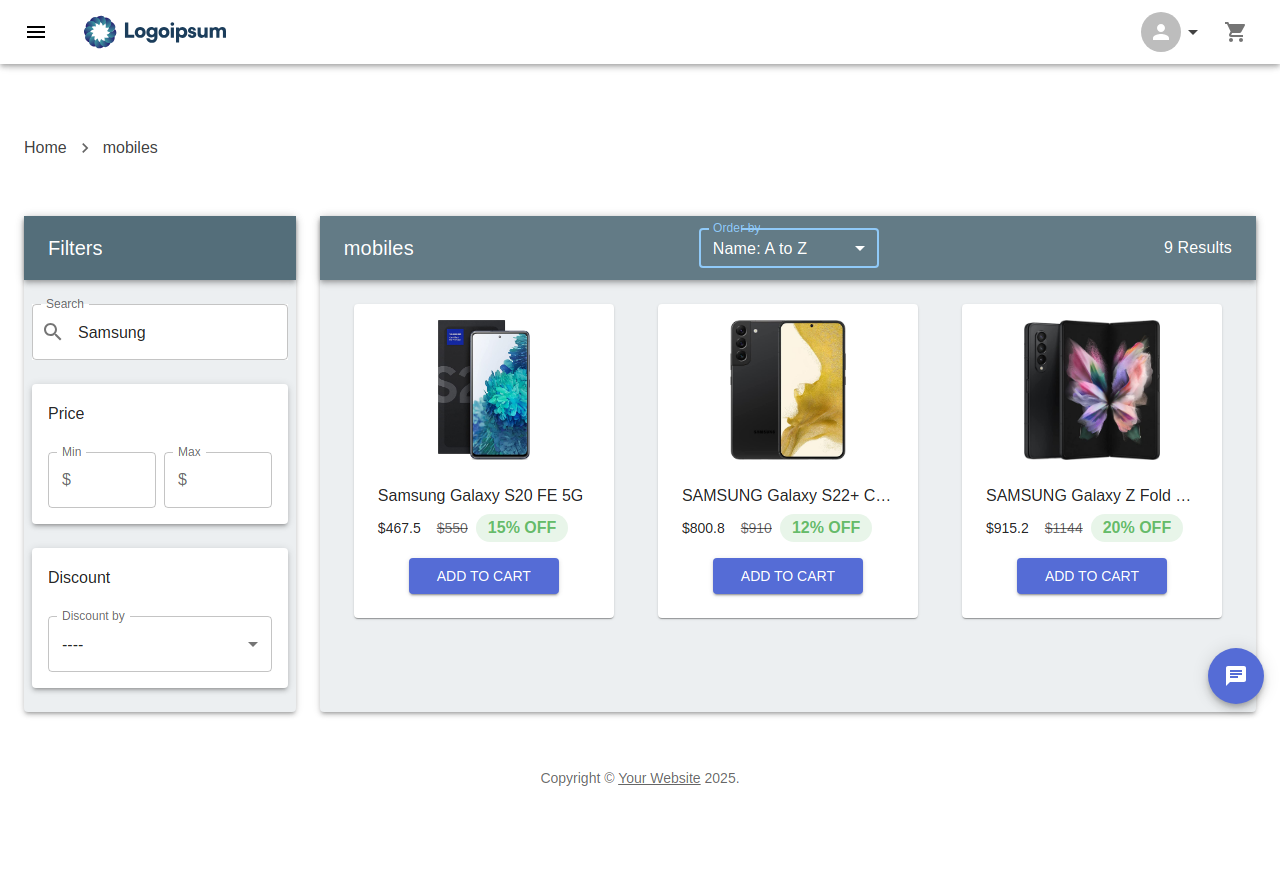 Logoipsum
Home
mobiles
Filters
mobiles
Order by
Name: A to Z
9 Results
Search
Samsung
Price
Min
$
Max
$
Discount
Discount by
----
Samsung Galaxy S20 FE 5G
$467.5 $550 15% OFF
ADD TO CART
SAMSUNG Galaxy S22+ C…
$800.8 $910 12% OFF
ADD TO CART
SAMSUNG Galaxy Z Fold …
$915.2 $1144 20% OFF
ADD TO CART
Copyright © Your Website 2025.